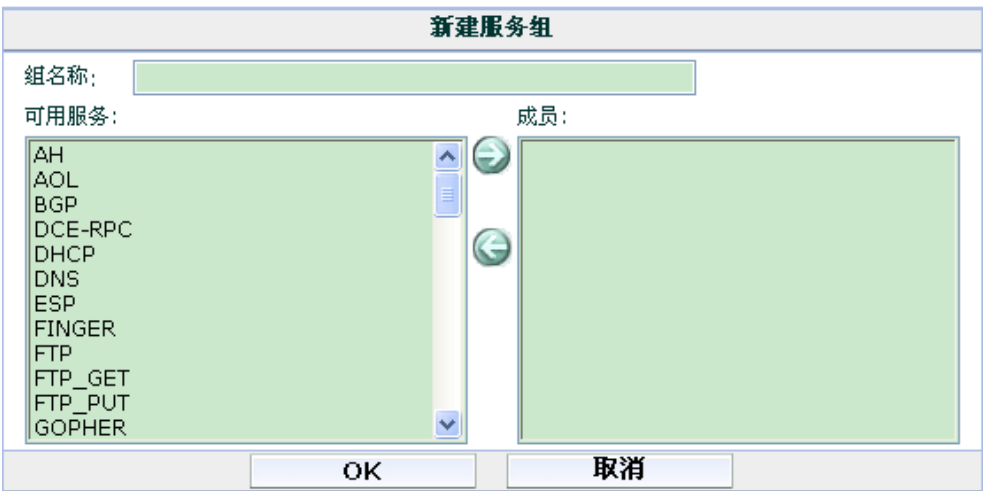 新建服务组
组名称:
可用服务:
成员:
AH
AOL
BGP
DCE-RPC
DHCP
DNS
ESP
FINGER
FTP
FTP_GET
FTP_PUT
GOPHER
OK
取消